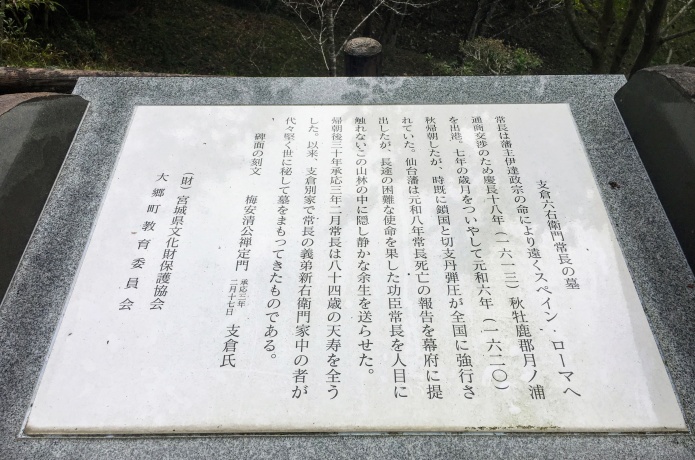 支倉六右衛門常長の墓
常長は藩主伊達政宗の命により遠くスペイン・ローマへ
通商交渉のため慶長十八年（一六一三）秋牡鹿郡月ノ浦
を出港。七年の歳月をついやして元和六年（一六二〇）
秋帰朝したが、時既に鎖国と切支丹弾圧が全国に強行さ
れていた。仙台藩は元和八年常長死亡の報告を幕府に提
出したが、長途の困難な使命を果した功臣常長を人目に
触れないこの山林の中に隠し静かな余生を送らせた。
帰朝後三十年承応三年二月常長は八十四歳の天寿を全う
した。以来、支倉別家で常長の義弟新右衛門家中の者が
代々堅く世に秘して墓をまもってきたものである。
碑面の刻文　梅安清公禅定門　承応三年二月十七日　支倉氏
（財）宮城県文化財保護協会
大郷町教育委員会